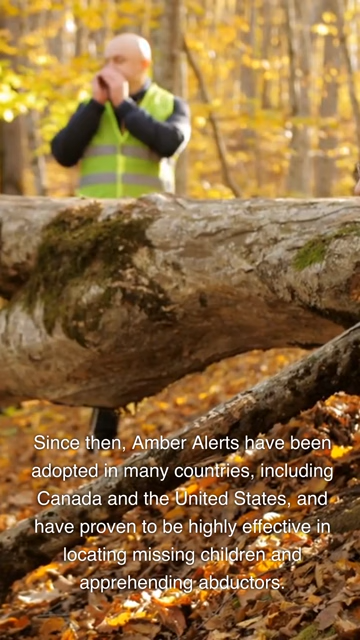 Since then, Amber Alerts have been
adopted in many countries, including
Canada and the United States, and
have proven to be highly effective in
locating missing children and
apprehending abductors.